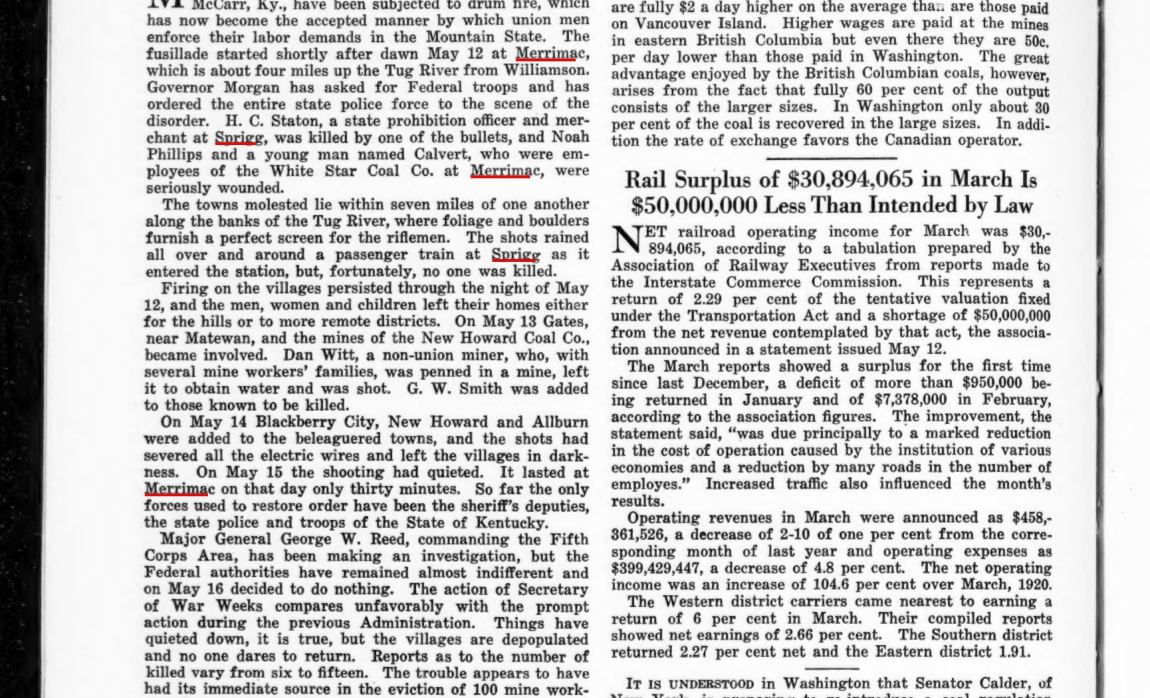 McCarr, Ky., have been subjected to drum fire, which
has now become the accepted manner by which union men
enforce their labor demands in the Mountain State. The
fusillade started shortly after dawn May 12 at Merrimac,
which is about four miles up the Tug River from Williamson.
Governor Morgan has asked for Federal troops and has
ordered the entire state police force to the scene of the
disorder. H. C. Staton, a state prohibition officer and mer-
chant at Sprigg, was killed by one of the bullets, and Noah
Phillips and a young man named Calvert, who were em-
ployees of the White Star Coal Co. at Merrimac, were
seriously wounded.
The towns molested lie within seven miles of one another
along the banks of the Tug River, where foliage and boulders
furnish a perfect screen for the riflemen. The shots rained
all over and around a passenger train at Sprigg as it
entered the station, but, fortunately, no one was killed.
Firing on the villages persisted through the night of May
12, and the men, women and children left their homes either
for the hills or to more remote districts. On May 13 Gates,
near Matewan, and the mines of the New Howard Coal Co.,
became involved. Dan Witt, a non-union miner, who, with
several mine workers' families, was penned in a mine, left
it to obtain water and was shot. G. W. Smith was added
to those known to be killed.
On May 14 Blackberry City, New Howard and Allburn
were added to the beleaguered towns, and the shots had
severed all the electric wires and left the villages in dark-
ness. On May 15 the shooting had quieted. It lasted at
Merrimac on that day only thirty minutes. So far the only
forces used to restore order have been the sheriff's deputies,
the state police and troops of the State of Kentucky.
Major General George W. Reed, commanding the Fifth
Corps Area, has been making an investigation, but the
Federal authorities have remained almost indifferent and
on May 16 decided to do nothing. The action of Secretary
of War Weeks compares unfavorably with the prompt
action during the previous Administration. Things have
quieted down, it is true, but the villages are depopulated
and no one dares to return. Reports as to the number of
killed vary from six to fifteen. The trouble appears to have
had its immediate source in the eviction of 100 mine work-
are fully $2 a day higher on the average than are those paid
on Vancouver Island. Higher wages are paid at the mines
in eastern British Columbia but even there they are 50c.
per day lower than those paid in Washington. The great
advantage enjoyed by the British Columbian coals, however,
arises from the fact that fully 60 per cent of the output
consists of the larger sizes. In Washington only about 30
per cent of the coal is recovered in the large sizes. In addi-
tion the rate of exchange favors the Canadian operator.
Rail Surplus of $30,894,065 in March Is
$50,000,000 Less Than Intended by Law
NET railroad operating income for March was $30,-
894,065, according to a tabulation prepared by the
Association of Railway Executives from reports made to
the Interstate Commerce Commission. This represents a
return of 2.29 per cent of the tentative valuation fixed
under the Transportation Act and a shortage of $50,000,000
from the net revenue contemplated by that act, the associa-
tion announced in a statement issued May 12.
The March reports showed a surplus for the first time
since last December, a deficit of more than $950,000 be-
ing returned in January and of $7,378,000 in February,
according to the association figures. The improvement, the
statement said, "was due principally to a marked reduction
in the cost of operation caused by the institution of various
economies and a reduction by many roads in the number of
employes." Increased traffic also influenced the month's
results.
Operating revenues in March were announced as $458,-
361,526, a decrease of 2-10 of one per cent from the corre-
sponding month of last year and operating expenses as
$399,429,447, a decrease of 4.8 per cent. The net operating
income was an increase of 104.6 per cent over March, 1920.
The Western district carriers came nearest to earning a
return of 6 per cent in March. Their compiled reports
showed net earnings of 2.66 per cent. The Southern district
returned 2.27 per cent net and the Eastern district 1.91.
IT IS UNDERSTOOD in Washington that Senator Calder, of